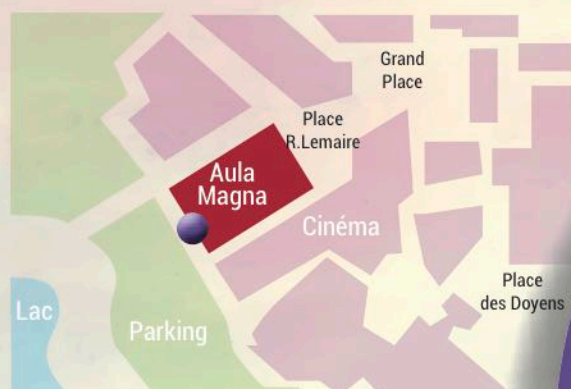 Grand
Place
Place
R.Lemaire
Aula
Magna
Cinéma
Place
des Doyens
Lac
Parking